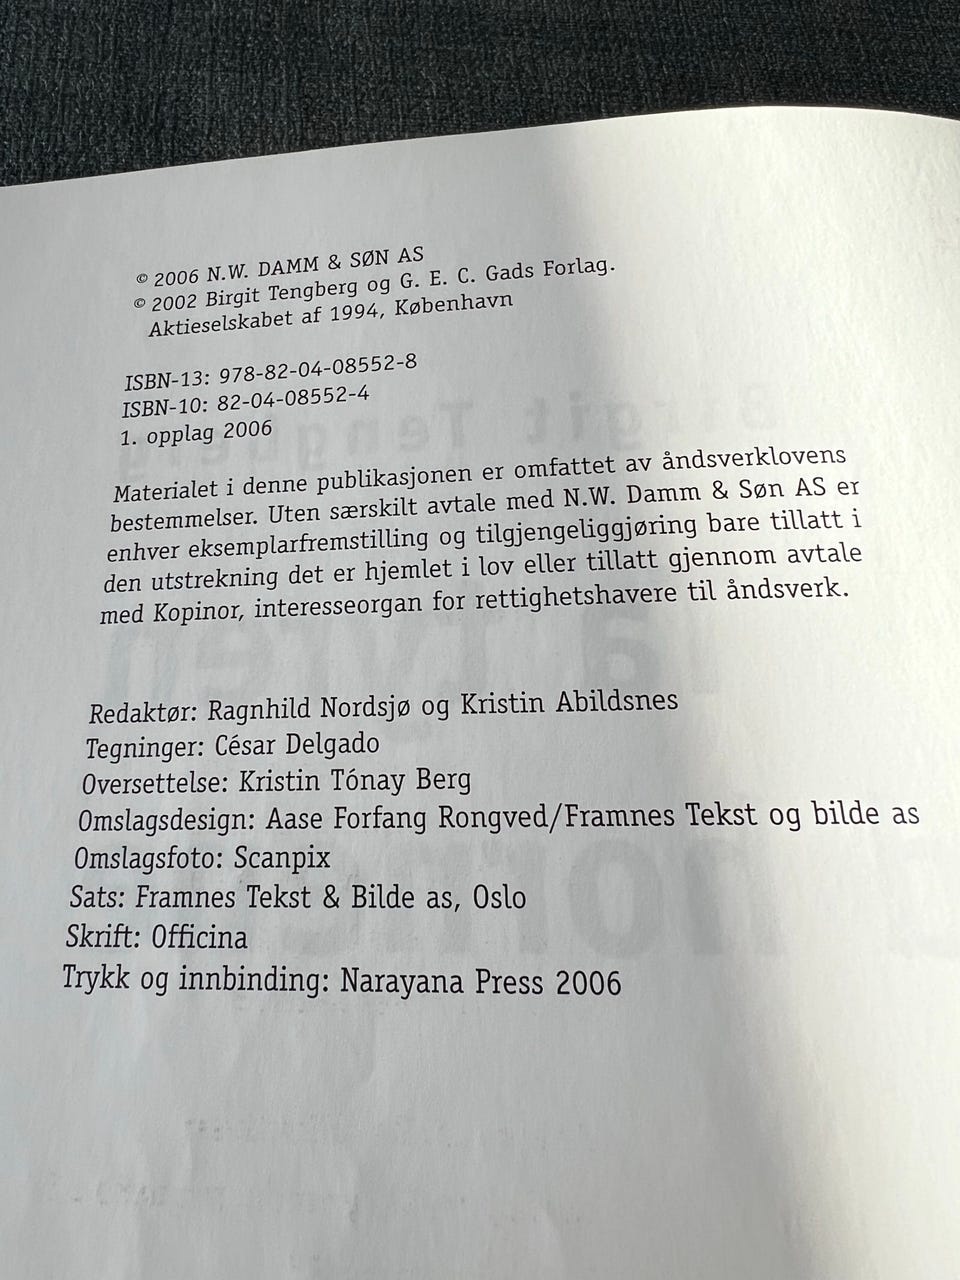 © 2006 N.W. DAMM & SØN AS
© 2002 Birgit Tengberg og G. E. C. Gads Forlag.
Aktieselskabet af 1994, København
ISBN-13: 978-82-04-08552-8
ISBN-10: 82-04-08552-4
1. opplag 2006
Materialet i denne publikasjonen er omfattet av åndsverklovens
bestemmelser. Uten særskilt avtale med N.W. Damm & Søn AS er
enhver eksemplarfremstilling og tilgjengeliggjøring bare tillatt i
den utstrekning det er hjemlet i lov eller tillatt gjennom avtale
med Kopinor, interesseorgan for rettighetshavere til åndsverk.
Redaktør: Ragnhild Nordsjø og Kristin Abildsnes
Tegninger: César Delgado
Oversettelse: Kristin Tónay Berg
Omslagsdesign: Aase Forfang Rongved/Framnes Tekst og bilde as
Omslagsfoto: Scanpix
Sats: Framnes Tekst & Bilde as, Oslo
Skrift: Officina
Trykk og innbinding: Narayana Press 2006